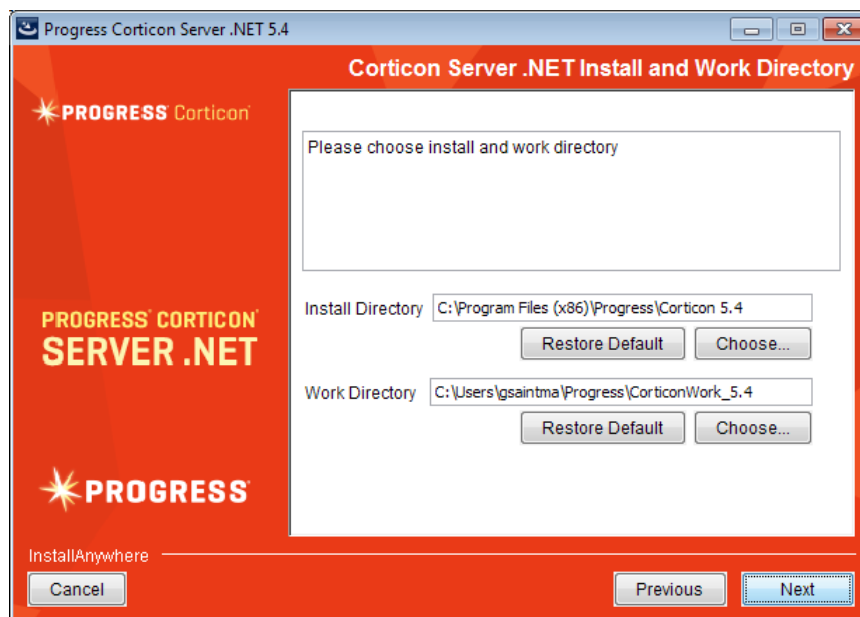 Progress Corticon Server .NET 5.4
Corticon Server .NET Install and Work Directory
PROGRESS Corticon
Please choose install and work directory
Install Directory C:\Program Files (x86)\Progress\Corticon 5.4
Restore Default Choose...
PROGRESS CORTICON
SERVER .NET
Work Directory C:\Users\gsaintma\Progress\CorticonWork_5.4
Restore Default Choose...
PROGRESS
InstallAnywhere
Cancel Previous Next